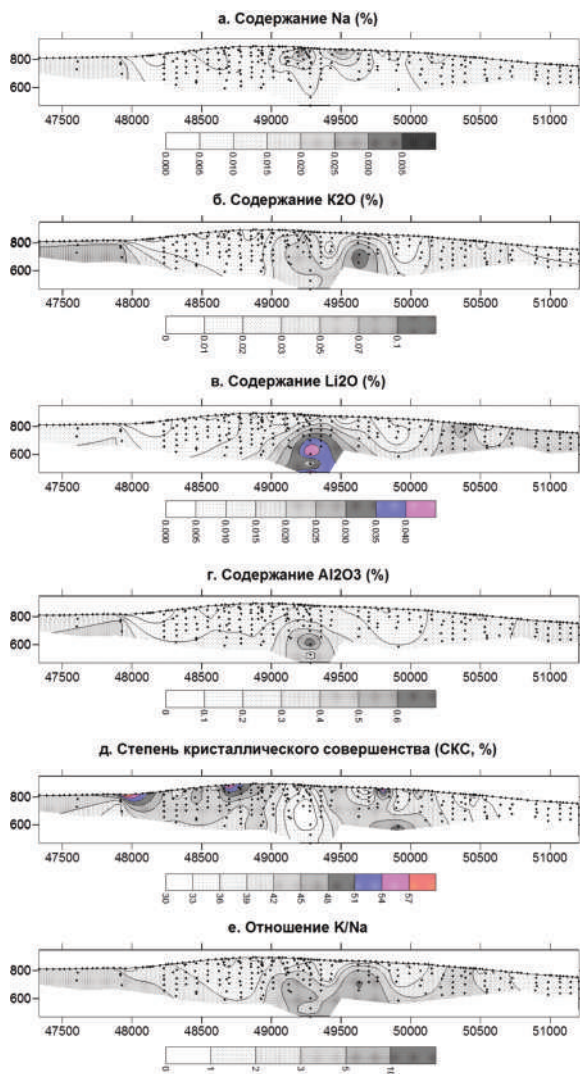 а. Содержание Na (%)
800
600
47500 48000 48500 49000 49500 50000 50500 51000
0.000 0.005 0.010 0.015 0.020 0.025 0.030 0.035
б. Содержание K2O (%)
800
600
47500 48000 48500 49000 49500 50000 50500 51000
0 0.01 0.02 0.03 0.05 0.07 0.1
в. Содержание Li2O (%)
800
600
47500 48000 48500 49000 49500 50000 50500 51000
0.000 0.005 0.010 0.015 0.020 0.025 0.030 0.035 0.040
г. Содержание Al2O3 (%)
800
600
47500 48000 48500 49000 49500 50000 50500 51000
0 0.1 0.2 0.3 0.4 0.5 0.6
д. Степень кристаллического совершенства (СКС, %)
800
600
47500 48000 48500 49000 49500 50000 50500 51000
30 33 36 39 42 45 48 51 54 57
е. Отношение K/Na
800
600
47500 48000 48500 49000 49500 50000 50500 51000
0 1 2 3 5 10